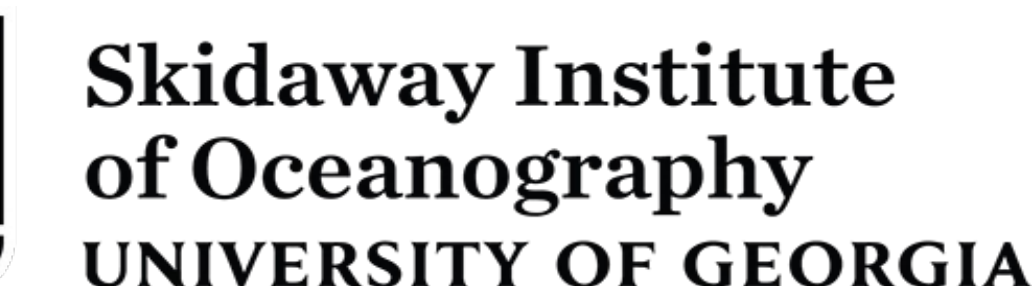 Skidaway Institute
of Oceanography
UNIVERSITY OF GEORGIA